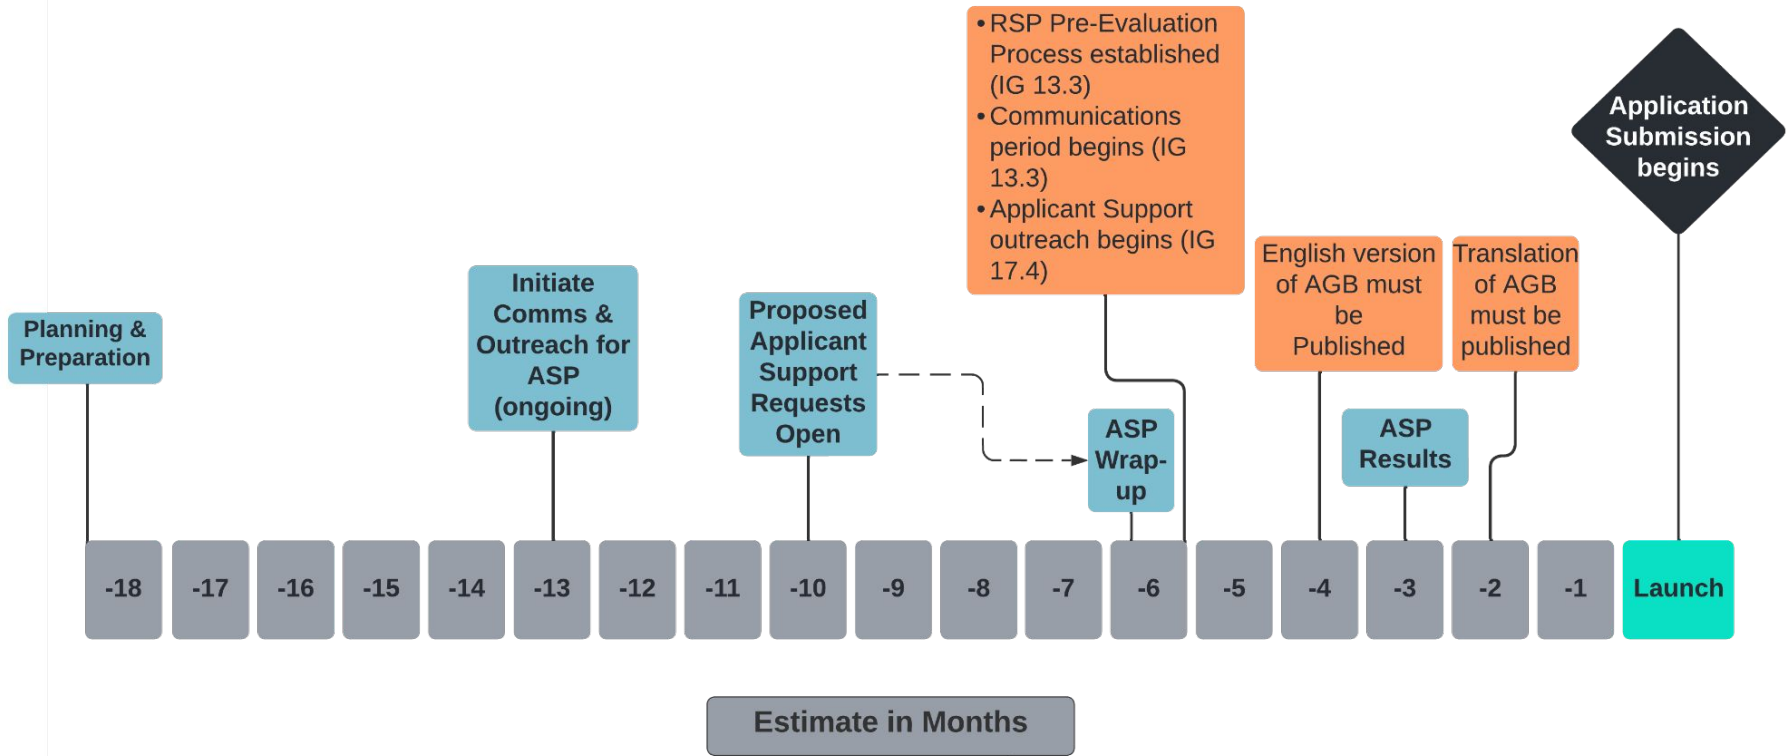 • RSP Pre-Evaluation
Process established
(IG 13.3)
• Communications
period begins (IG
13.3)
• Applicant Support
outreach begins (IG
17.4)
Application
Submission
begins
English version
of AGB must
be
Published
Translation
of AGB
must be
published
Initiate
Comms &
Outreach for
ASP
(ongoing)
Proposed
Applicant
Support
Requests
Open
Planning &
Preparation
ASP
Wrap-
up
ASP
Results
-18 -17 -16 -15 -14 -13 -12 -11 -10 -9 -8 -7 -6 -5 -4 -3 -2 -1 Launch
Estimate in Months